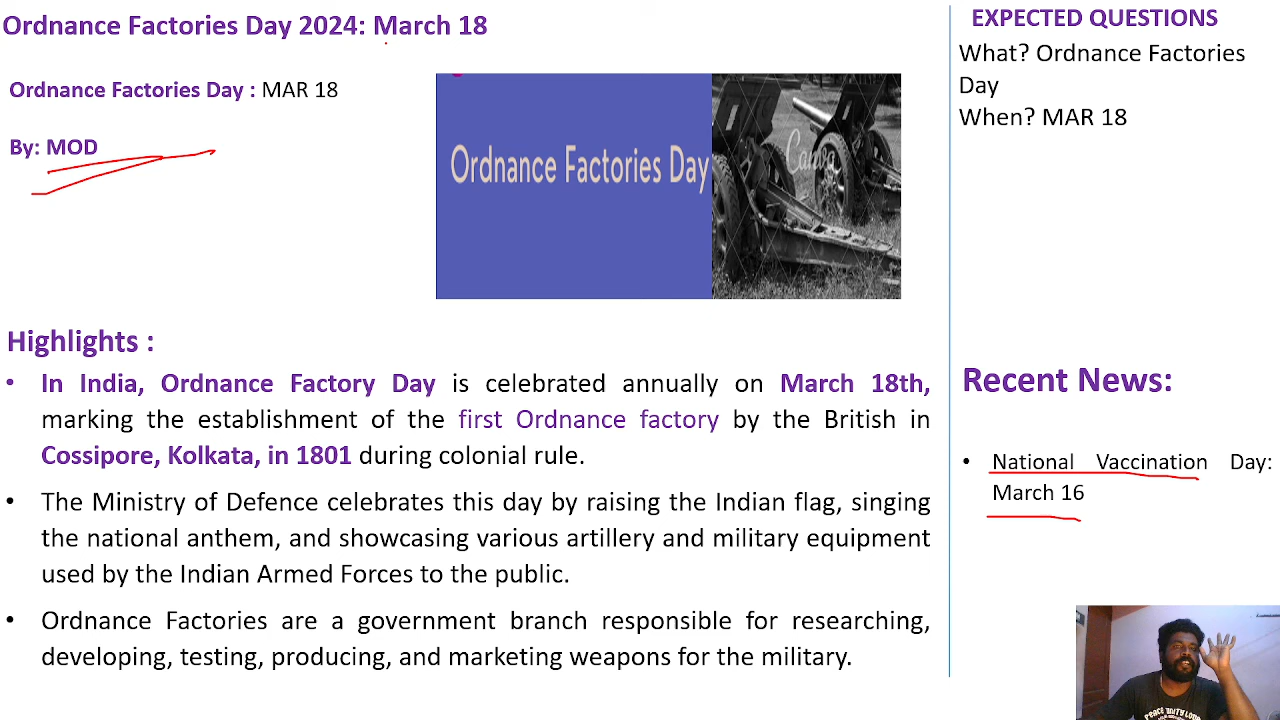 Ordnance Factories Day 2024: March 18
Ordnance Factories Day : MAR 18
By: MOD
Ordnance Factories Day
Canva
Highlights :
• In India, Ordnance Factory Day is celebrated annually on March 18th,
marking the establishment of the first Ordnance factory by the British in
Cossipore, Kolkata, in 1801 during colonial rule.
• The Ministry of Defence celebrates this day by raising the Indian flag, singing
the national anthem, and showcasing various artillery and military equipment
used by the Indian Armed Forces to the public.
• Ordnance Factories are a government branch responsible for researching,
developing, testing, producing, and marketing weapons for the military.
EXPECTED QUESTIONS
What? Ordnance Factories
Day
When? MAR 18
Recent News:
• National Vaccination Day:
March 16
PEACE UNITY LOVE